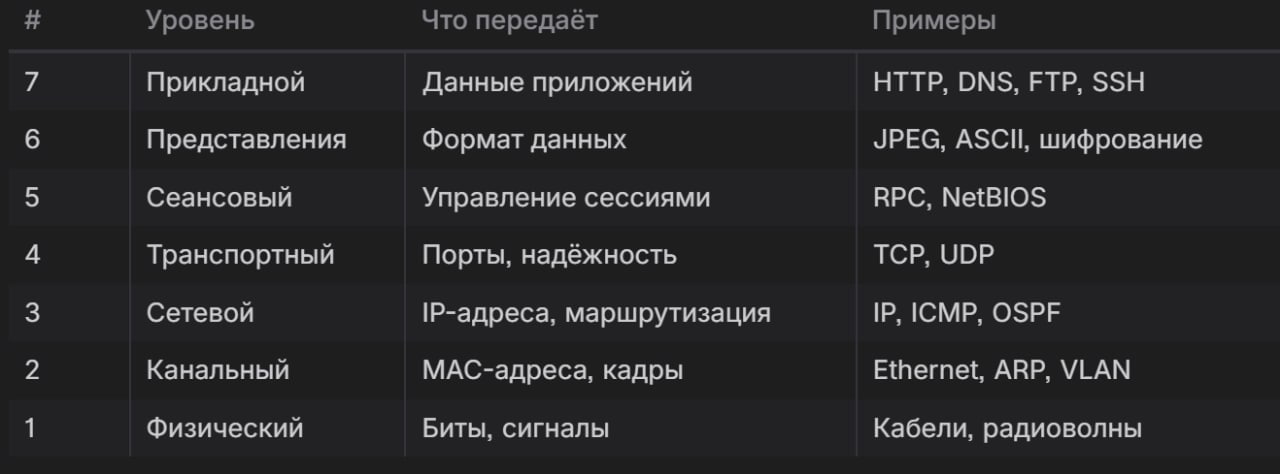 # Уровень Что передаёт Примеры
7 Прикладной Данные приложений HTTP, DNS, FTP, SSH
6 Представления Формат данных JPEG, ASCII, шифрование
5 Сеансовый Управление сессиями RPC, NetBIOS
4 Транспортный Порты, надёжность TCP, UDP
3 Сетевой IP-адреса, маршрутизация IP, ICMP, OSPF
2 Канальный MAC-адреса, кадры Ethernet, ARP, VLAN
1 Физический Биты, сигналы Кабели, радиоволны